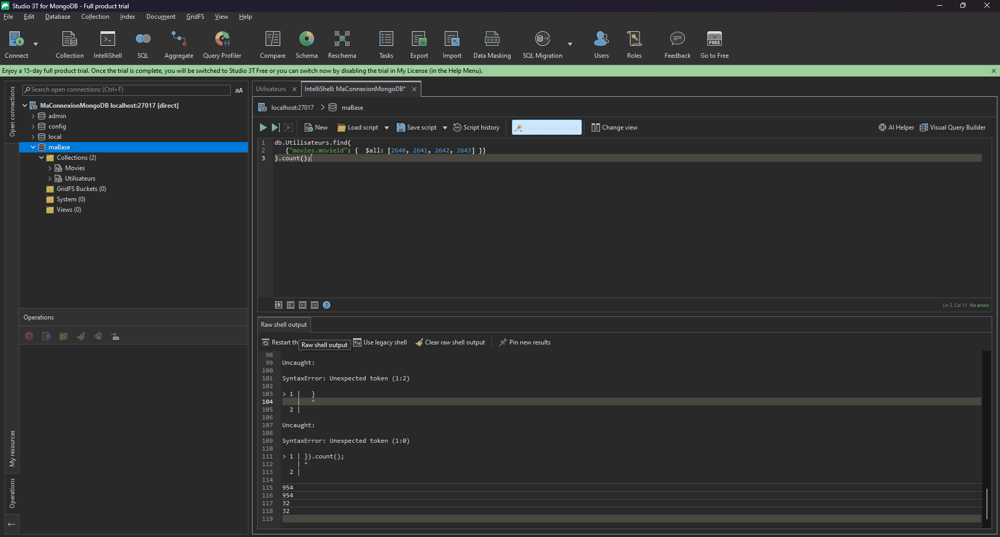 Studio 3T for MongoDB - Full product trial
File Edit Database Collection Index Document GridFS View Help
Connect Collection IntelliShell SQL Aggregate Query Profiler Compare Schema Reschema Tasks Export Import Data Masking SQL Migration Users Roles Feedback FREE Go to Free
Enjoy a 15-day full product trial. Once the trial is complete, you will be switched to Studio 3T Free or you can switch now by disabling the trial in My License (in the Help Menu).
Open connections
Search open connections (Ctrl+F) aA
MaConnexionMongoDB localhost:27017 [direct]
admin
config
local
maBase
Collections (2)
Movies
Utilisateurs
GridFS Buckets (0)
System (0)
Views (0)
Operations
My resources
Operations
Utilisateurs IntelliShell: MaConnexionMongoDB*
localhost:27017 maBase
New Load script Save script Script history Enable Query Assist Change view AI Helper Visual Query Builder
1 db.Utilisateurs.find(
2 {"movies.movieid": { $all: [2640, 2641, 2642, 2643] }}
3 ).count();
Lin 3, Col 11 No errors
Raw shell output
Restart th Raw shell output Use legacy shell Clear raw shell output Pin new results
98
99 Uncaught:
100
101 SyntaxError: Unexpected token (1:2)
102
103 > 1 | }
104 | ^
105 2 |
106
107 Uncaught:
108
109 SyntaxError: Unexpected token (1:0)
110
111 > 1 | }).count();
112 | ^
113 2 |
114
115 954
116 954
117 32
118 32
119